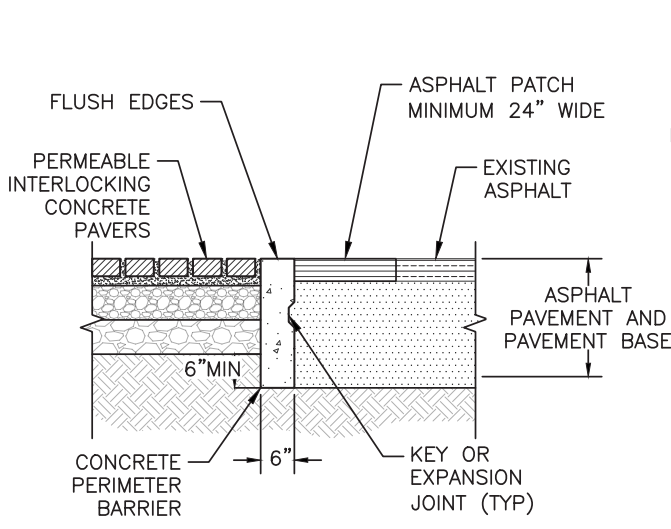 FLUSH EDGES
ASPHALT PATCH
MINIMUM 24" WIDE
PERMEABLE
INTERLOCKING
CONCRETE
PAVERS
EXISTING
ASPHALT
ASPHALT
PAVEMENT AND
PAVEMENT BASE
6"MIN
6"
CONCRETE
PERIMETER
BARRIER
KEY OR
EXPANSION
JOINT (TYP)